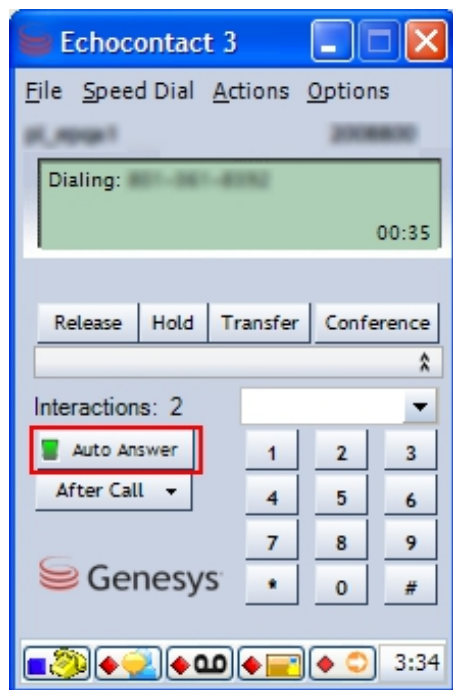 Echocontact 3
File Speed Dial Actions Options
Dialing:
00:35
Release Hold Transfer Conference
Interactions: 2
Auto Answer 1 2 3
After Call 4 5 6
7 8 9
Genesys * 0 #
3:34